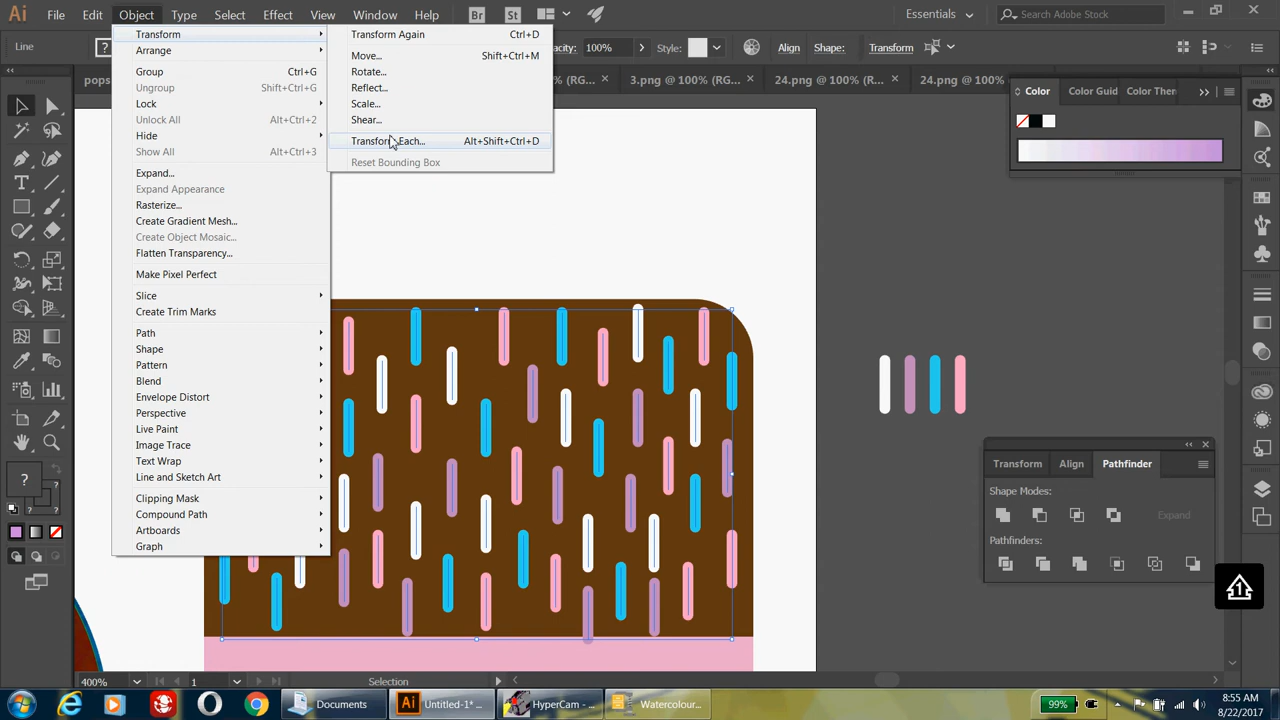 Ai File Edit Object Type Select Effect View Window Help Br St Essentials Search Adobe Stock
Line ? Opacity: 100% Style: Align Shape: Transform
pops (RG... 3.png @ 100% (RG... 24.png @ 100% (... 24.png @ 100% (
Transform
Arrange
Group Ctrl+G
Ungroup Shift+Ctrl+G
Lock
Unlock All Alt+Ctrl+2
Hide
Show All Alt+Ctrl+3
Expand...
Expand Appearance
Rasterize...
Create Gradient Mesh...
Create Object Mosaic...
Flatten Transparency...
Make Pixel Perfect
Slice
Create Trim Marks
Path
Shape
Pattern
Blend
Envelope Distort
Perspective
Live Paint
Image Trace
Text Wrap
Line and Sketch Art
Clipping Mask
Compound Path
Artboards
Graph
Transform Again Ctrl+D
Move... Shift+Ctrl+M
Rotate...
Reflect...
Scale...
Shear...
Transform Each... Alt+Shift+Ctrl+D
Reset Bounding Box
Color Color Guid Color Then
Transform Align Pathfinder
Shape Modes:
Expand
Pathfinders:
?
1
400% 1 Selection
Documents Ai Untitled-1* ... HyperCam - ... Watercolour... 99% 8:55 AM
8/22/2017